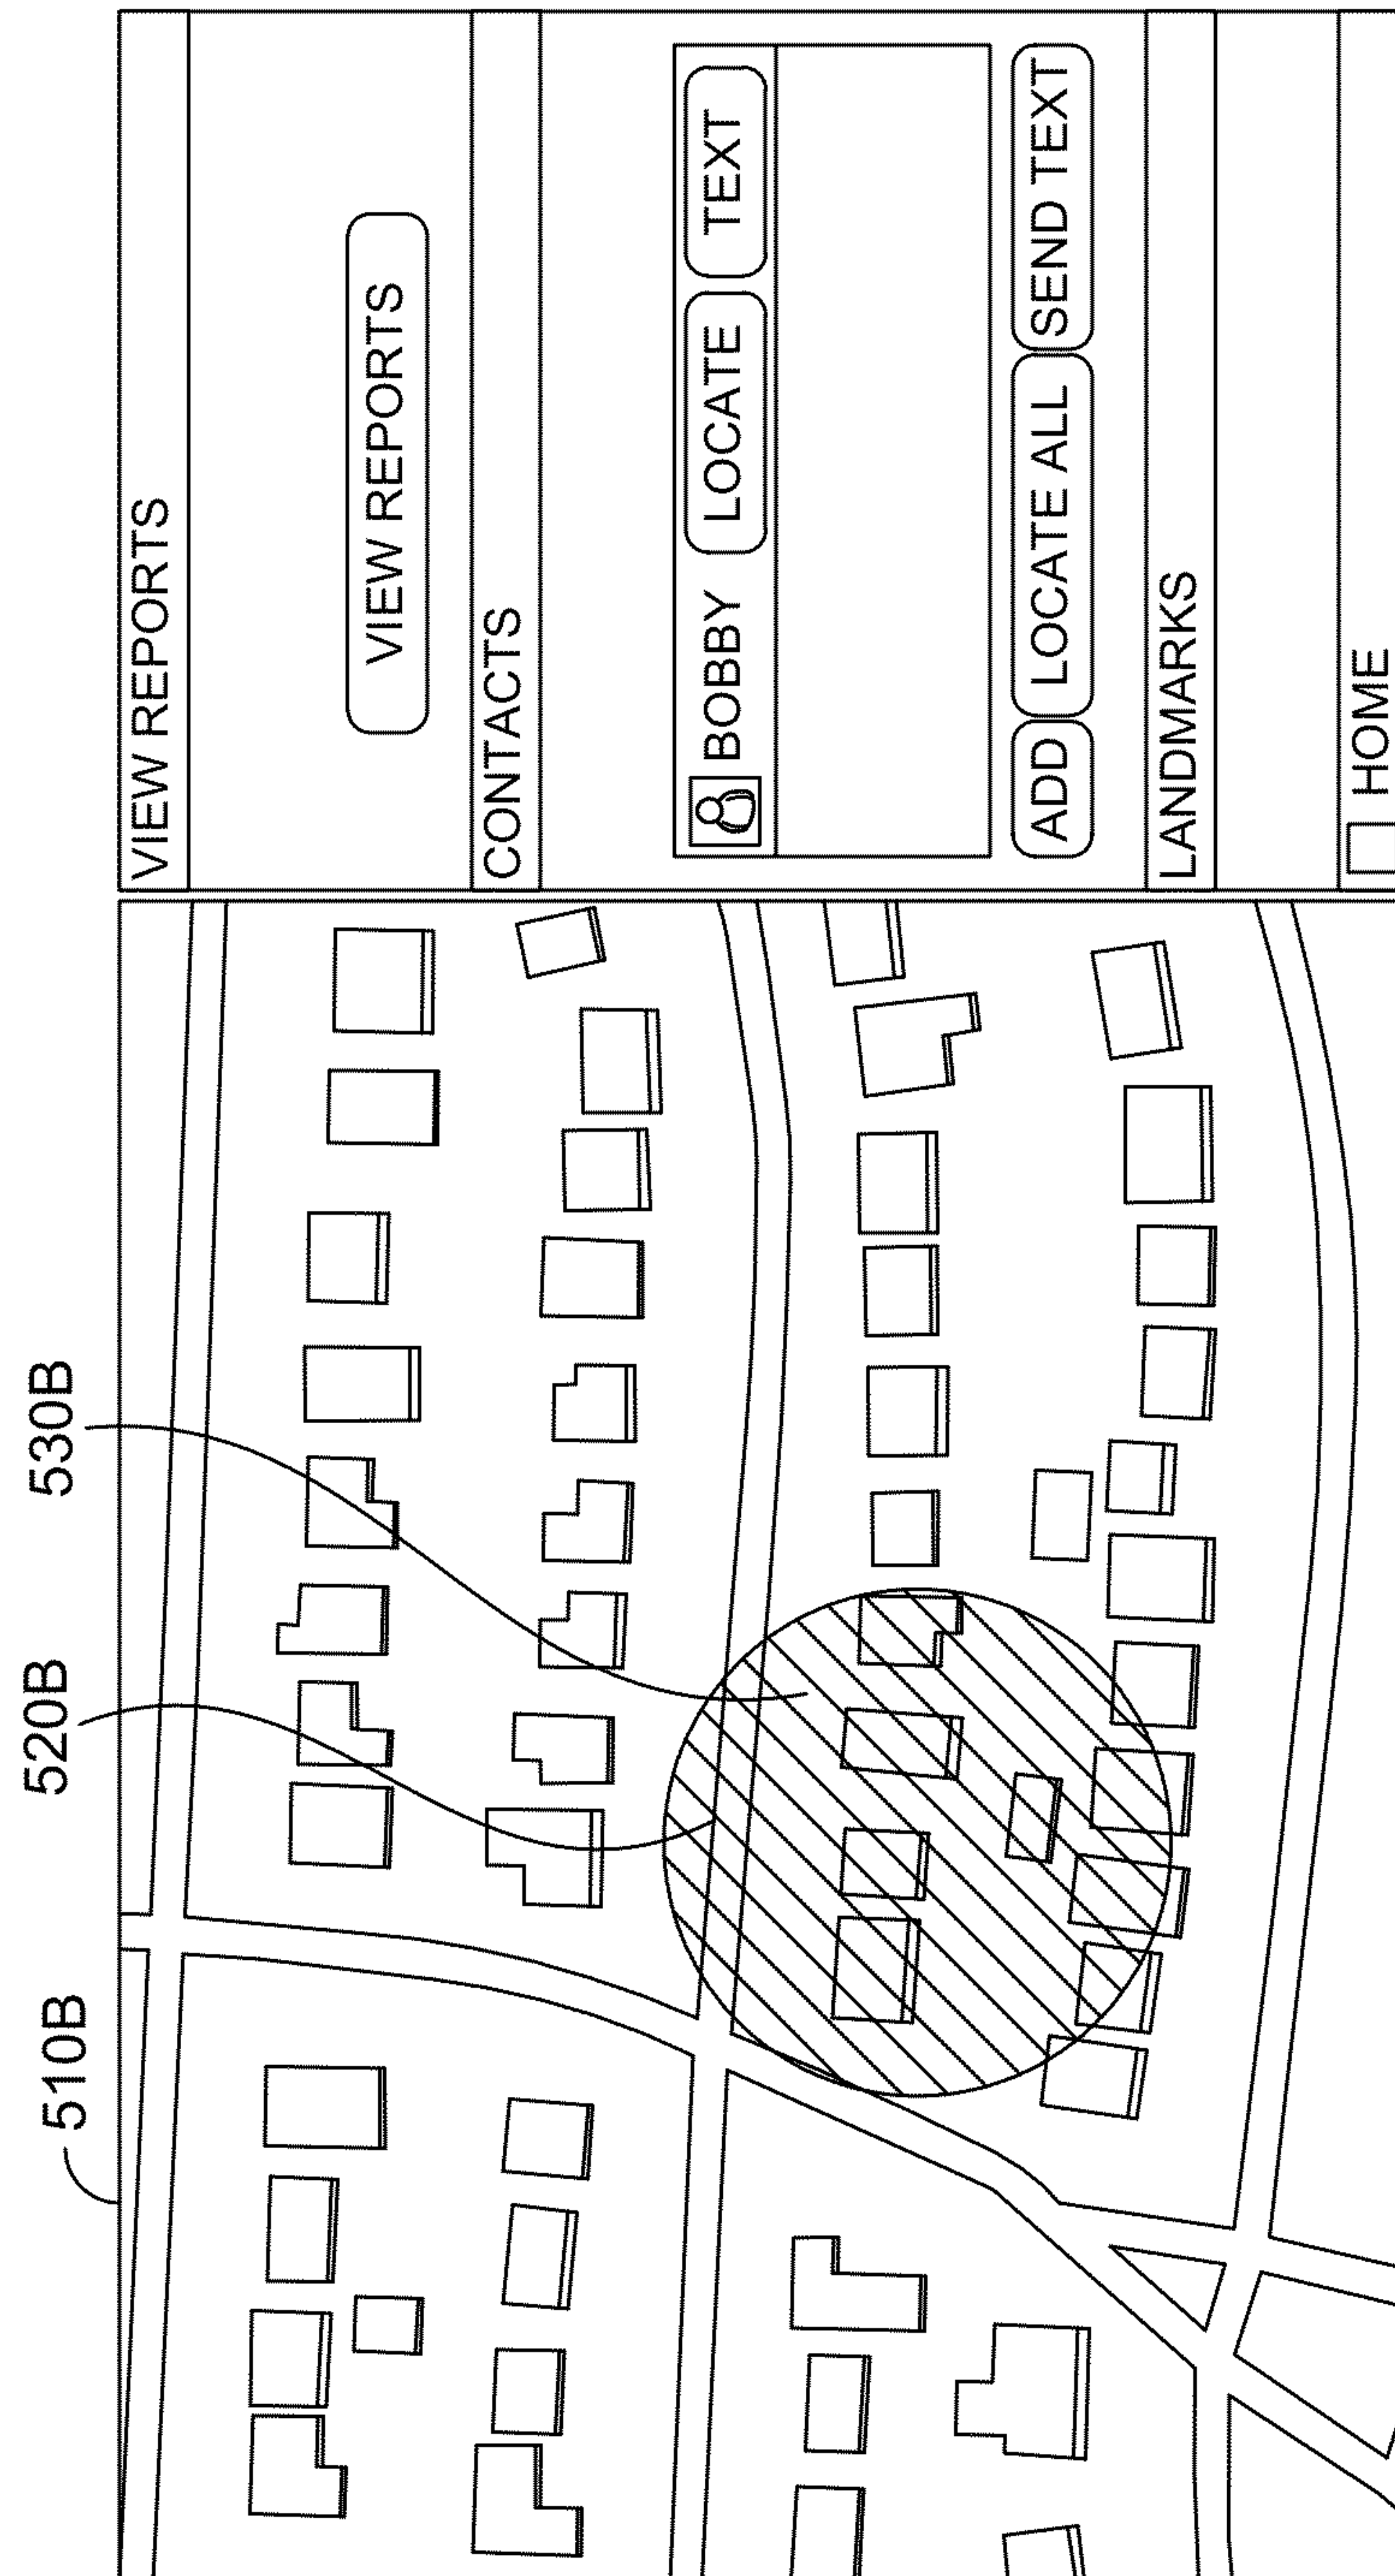 510B
520B
530B
VIEW REPORTS
VIEW REPORTS
CONTACTS
BOBBY LOCATE TEXT
ADD LOCATE ALL SEND TEXT
LANDMARKS
HOME